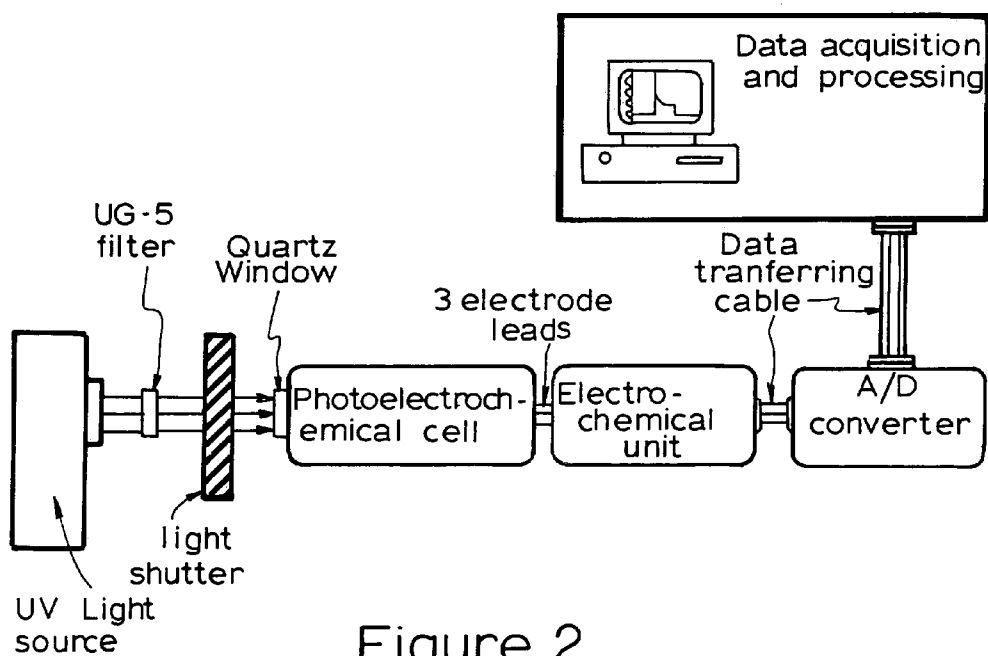 Data acquisition
and processing
UG-5
filter
Quartz
Window
Data
tranferring
cable
3 electrode
leads
Photoelectroch-
emical cell
Electro-
chemical
unit
A/D
converter
light
shutter
UV Light
source
Figure 2